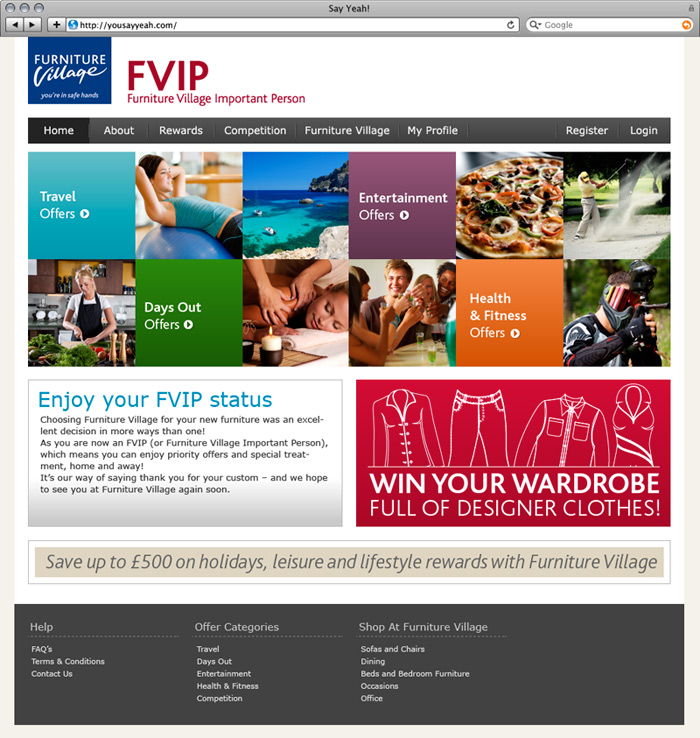 Say Yeah!
http://yousayyeah.com/
Google
FURNITURE
Village
you're in safe hands
FVIP
Furniture Village Important Person
Home About Rewards Competition Furniture Village My Profile Register Login
Travel
Offers
Entertainment
Offers
Days Out
Offers
Health
& Fitness
Offers
Enjoy your FVIP status
Choosing Furniture Village for your new furniture was an excel-
lent decision in more ways than one!
As you are now an FVIP (or Furniture Village Important Person),
which means you can enjoy priority offers and special treat-
ment, home and away!
It's our way of saying thank you for your custom – and we hope
to see you at Furniture Village again soon.
WIN YOUR WARDROBE
FULL OF DESIGNER CLOTHES!
Save up to £500 on holidays, leisure and lifestyle rewards with Furniture Village
Help
FAQ's
Terms & Conditions
Contact Us
Offer Categories
Travel
Days Out
Entertainment
Health & Fitness
Competition
Shop At Furniture Village
Sofas and Chairs
Dining
Beds and Bedroom Furniture
Occasions
Office